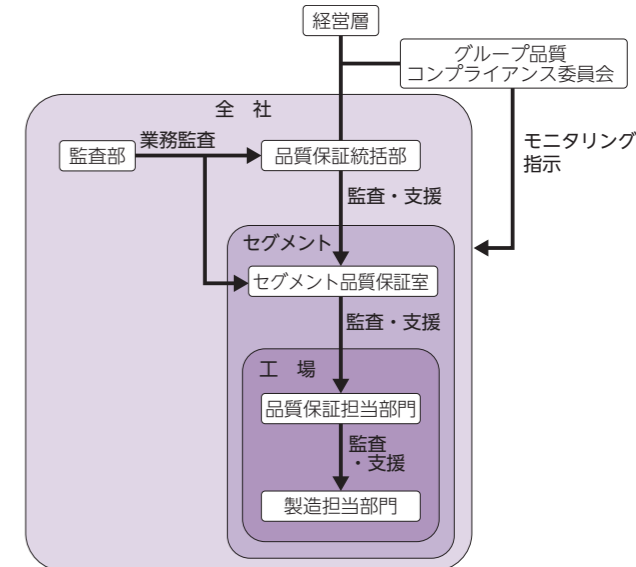 経営層
グループ品質
コンプライアンス委員会
全　社
監査部
業務監査
品質保証統括部
モニタリング
指示
監査・支援
セグメント
セグメント品質保証室
監査・支援
工　場
品質保証担当部門
監査
・支援
製造担当部門